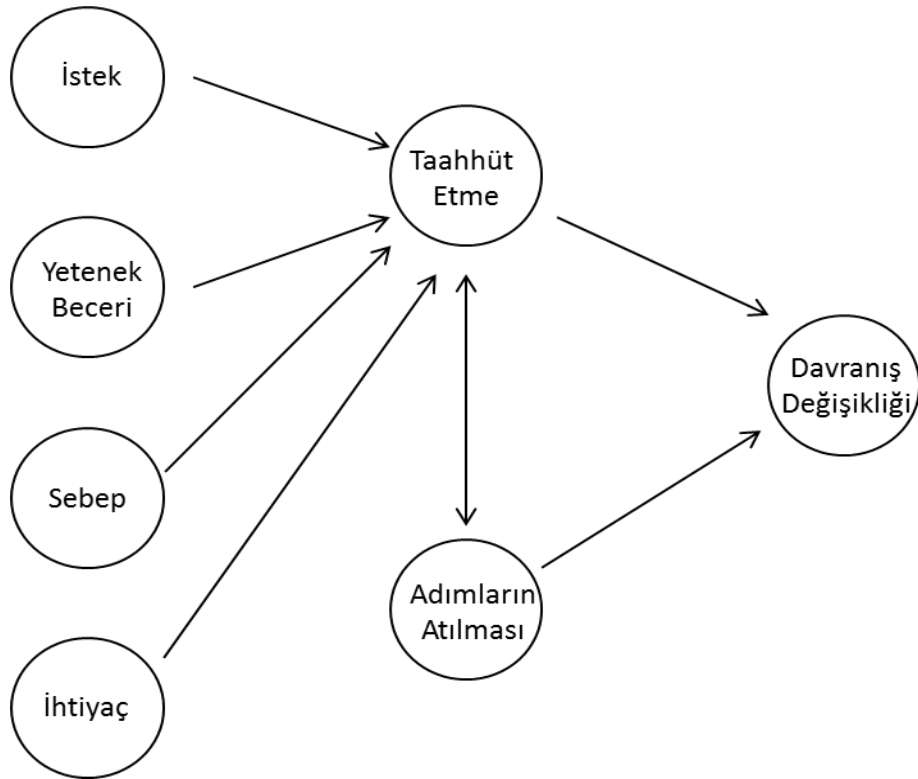 İstek
Taahhüt
Etme
Yetenek
Beceri
Davranış
Değişikliği
Sebep
Adımların
Atılması
İhtiyaç